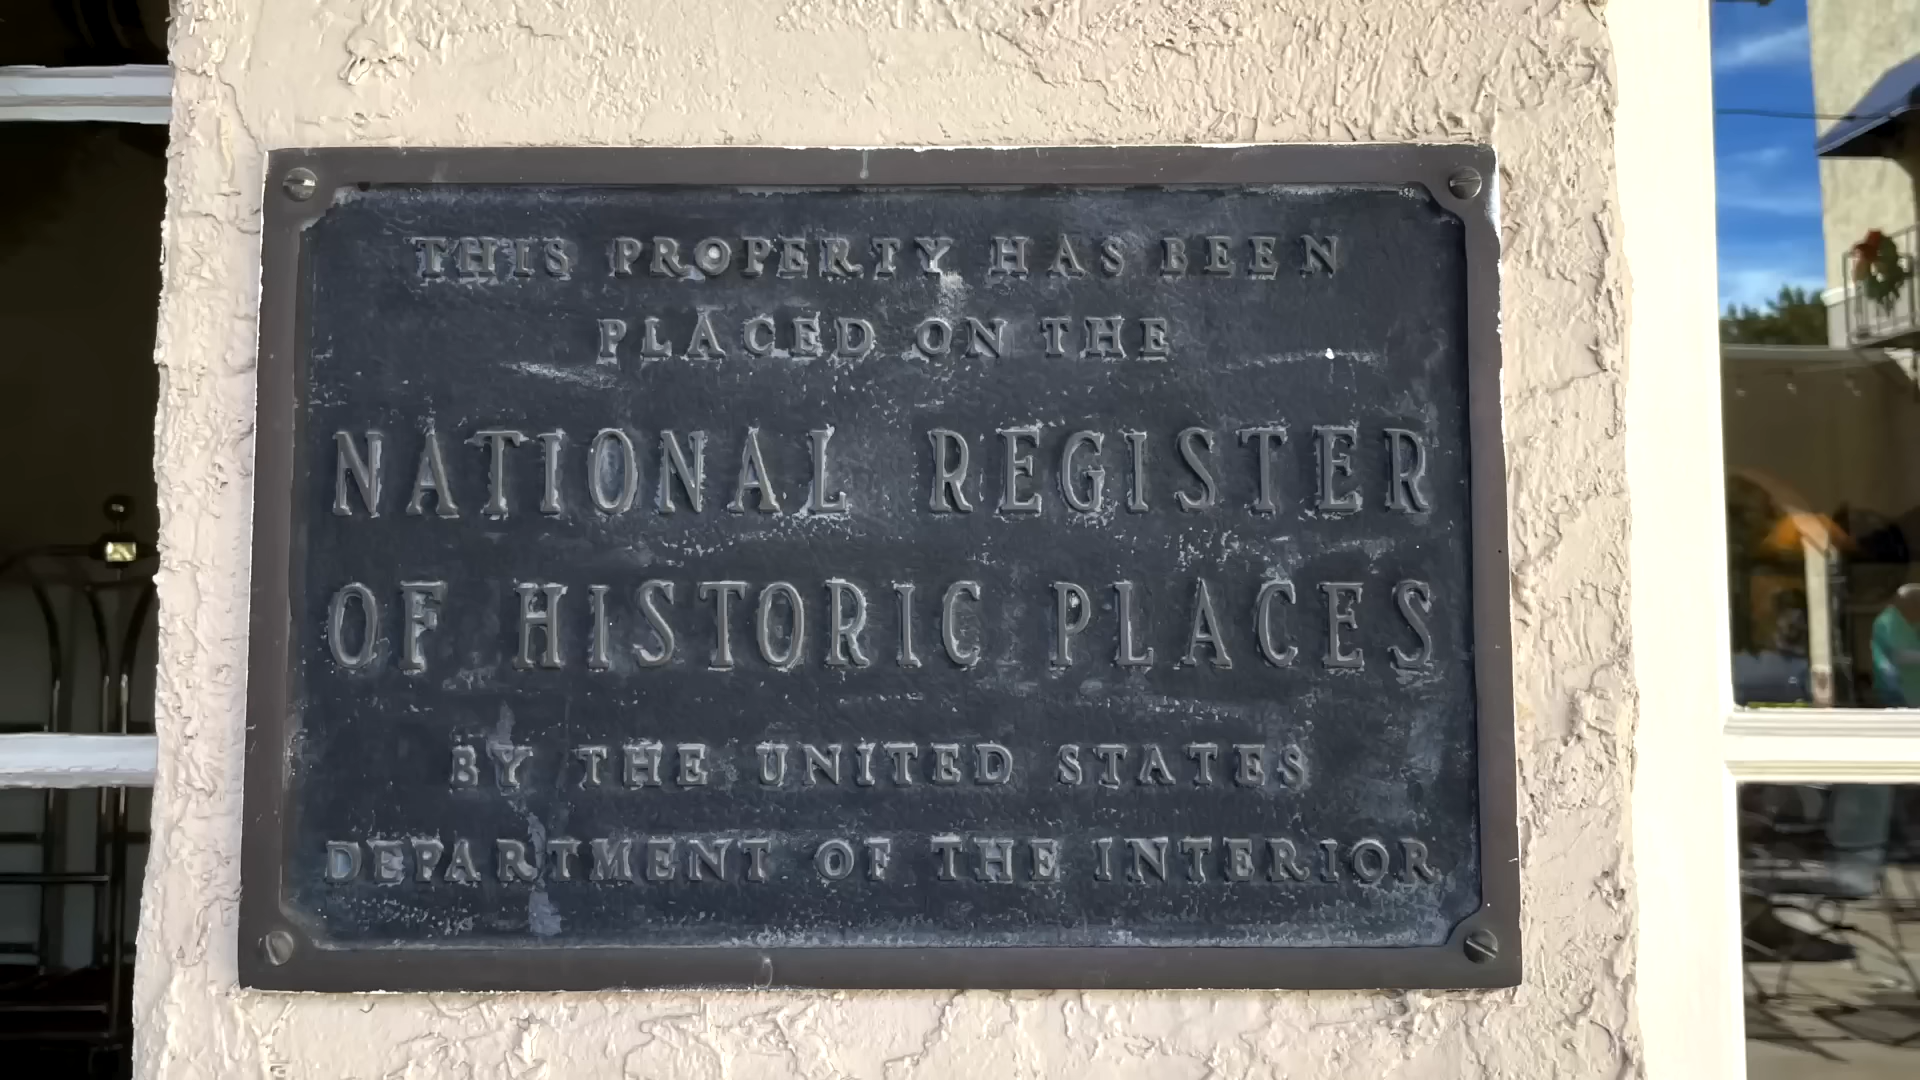 THIS PROPERTY HAS BEEN
PLACED ON THE
NATIONAL REGISTER
OF HISTORIC PLACES
BY THE UNITED STATES
DEPARTMENT OF THE INTERIOR